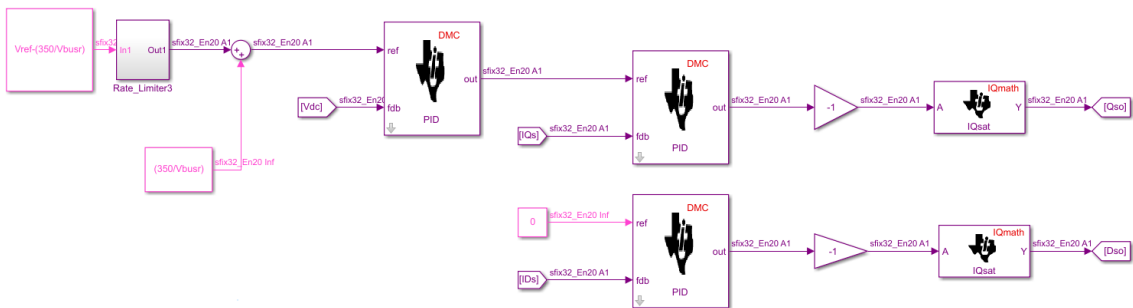 Vref-(350/Vbusr)
sfix32
In1
Out1
Rate_Limiter3
sfix32_En20 A1
+
+
sfix32_En20 A1
(350/Vbusr)
sfix32_En20 Inf
[Vdc]
sfix32_En20
ref
DMC
out
fdb
PID
sfix32_En20 A1
[IQs]
sfix32_En20 A1
ref
DMC
out
fdb
PID
sfix32_En20 A1
-1
sfix32_En20 A1
A
IQmath
Y
IQsat
sfix32_En20 A1
[Qso]
0
sfix32_En20 Inf
[IDs]
sfix32_En20 A1
ref
DMC
out
fdb
PID
sfix32_En20 A1
-1
sfix32_En20 A1
A
IQmath
Y
IQsat
sfix32_En20 A1
[Dso]